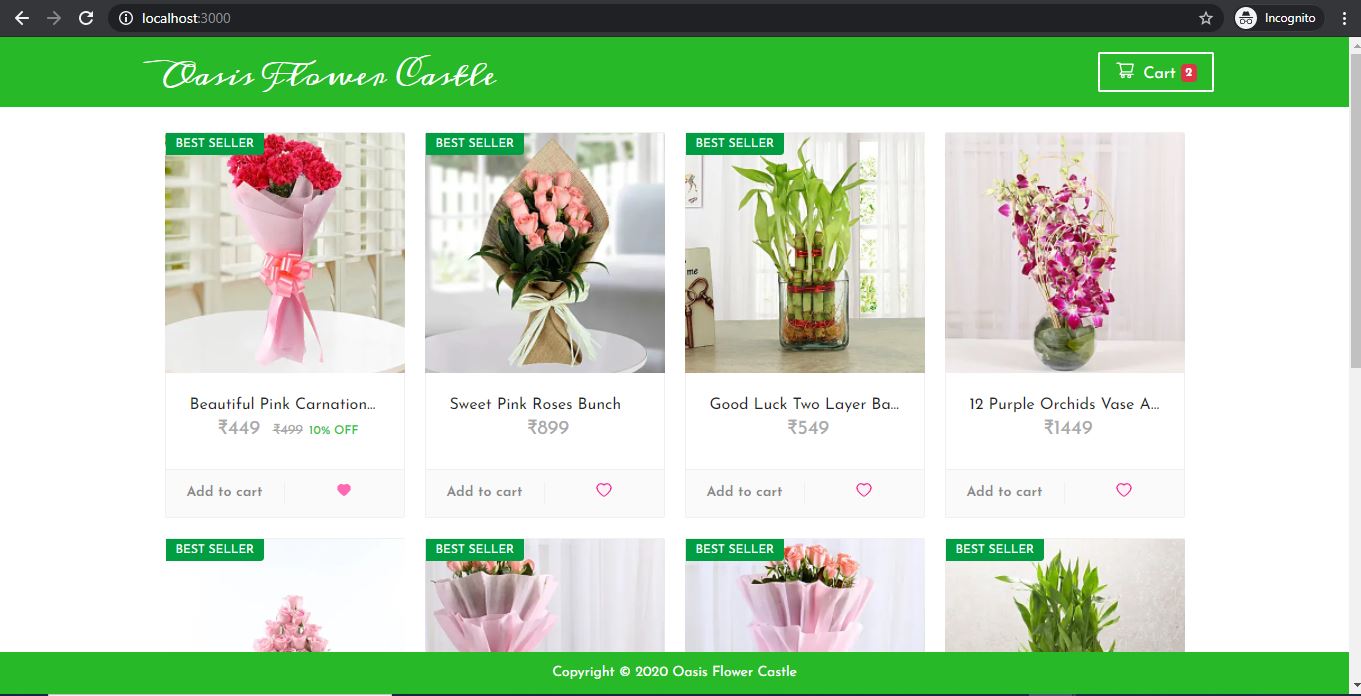 localhost:3000
Incognito
Oasis Flower Castle
Cart 2
BEST SELLER
BEST SELLER
BEST SELLER
me
Beautiful Pink Carnation...
Sweet Pink Roses Bunch
Good Luck Two Layer Ba...
12 Purple Orchids Vase A...
₹449 ₹499 10% OFF
₹899
₹549
₹1449
Add to cart
Add to cart
Add to cart
Add to cart
BEST SELLER
BEST SELLER
BEST SELLER
BEST SELLER
Copyright © 2020 Oasis Flower Castle